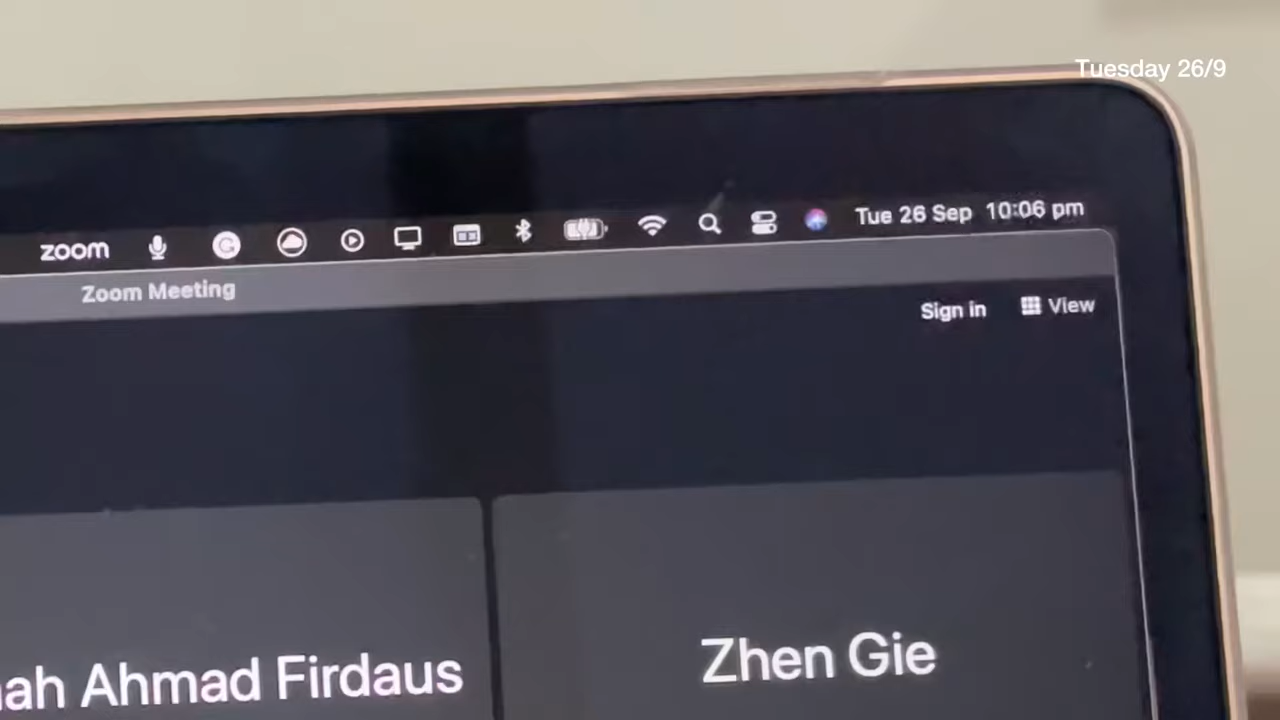 Tuesday 26/9
zoom Tue 26 Sep 10:06 pm
Zoom Meeting
Sign in View
nah Ahmad Firdaus
Zhen Gie